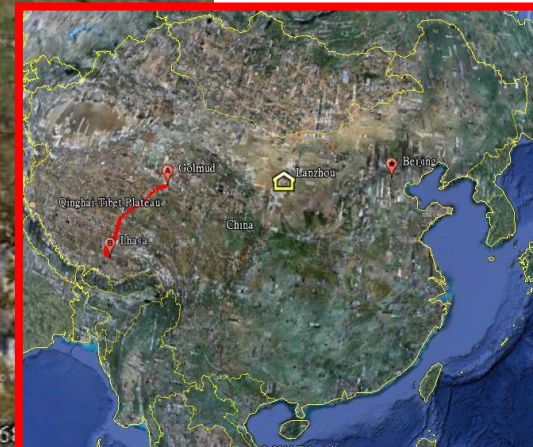 Golmud
Lanzhou
Beijing
Qinghai-Tibet Plateau
China
Lhasa